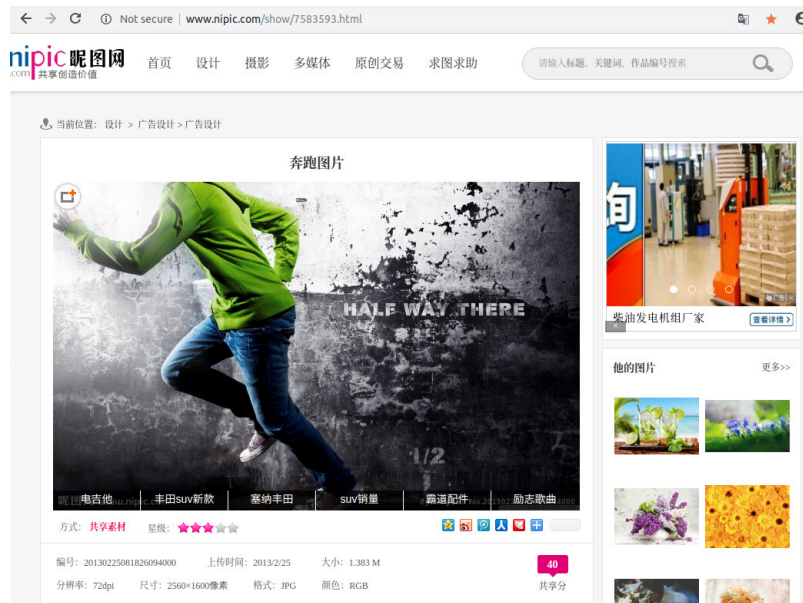 Not secure | www.nipic.com/show/7583593.html
nipic 昵图网
.com 共享创造价值
首页 设计 摄影 多媒体 原创交易 求图求助
请输入标题、关键词、作品编号搜索
当前位置: 设计 > 广告设计 > 广告设计
奔跑图片
HALF WAY THERE
1/2
电吉他 丰田suv新款 塞纳丰田 suv销量 霸道配件 励志歌曲
方式: 共享素材 星级:
编号: 20130225081826094000 上传时间: 2013/2/25 大小: 1.383 M
40
分辨率: 72dpi 尺寸: 2560×1600像素 格式: JPG 颜色: RGB
共享分
询
广告
柴油发电机组厂家 查看详情 >
他的图片 更多>>